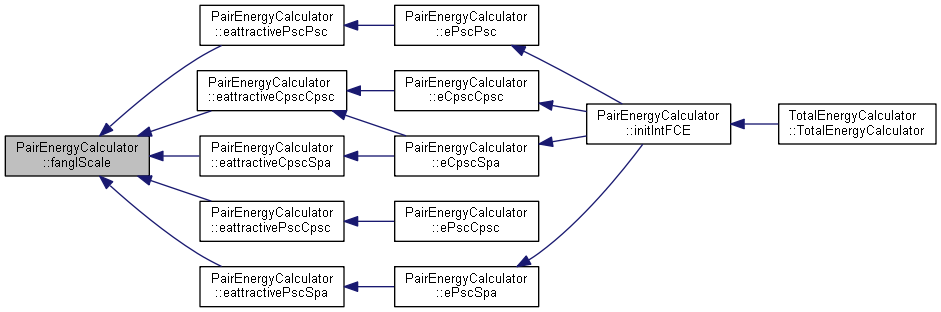 PairEnergyCalculator
::eattractivePscPsc
PairEnergyCalculator
::ePscPsc
PairEnergyCalculator
::eattractiveCpscCpsc
PairEnergyCalculator
::eCpscCpsc
PairEnergyCalculator
::initIntFCE
TotalEnergyCalculator
::TotalEnergyCalculator
PairEnergyCalculator
::fanglScale
PairEnergyCalculator
::eattractiveCpscSpa
PairEnergyCalculator
::eCpscSpa
PairEnergyCalculator
::eattractivePscCpsc
PairEnergyCalculator
::ePscCpsc
PairEnergyCalculator
::eattractivePscSpa
PairEnergyCalculator
::ePscSpa